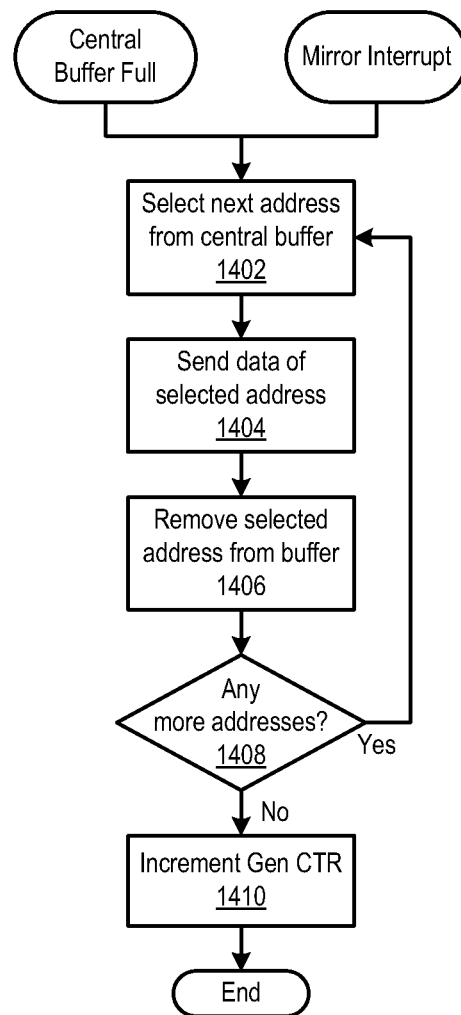 Central
Buffer Full
Mirror Interrupt
Select next address
from central buffer
1402
Send data of
selected address
1404
Remove selected
address from buffer
1406
Any
more addresses?
1408
Yes
No
Increment Gen CTR
1410
End